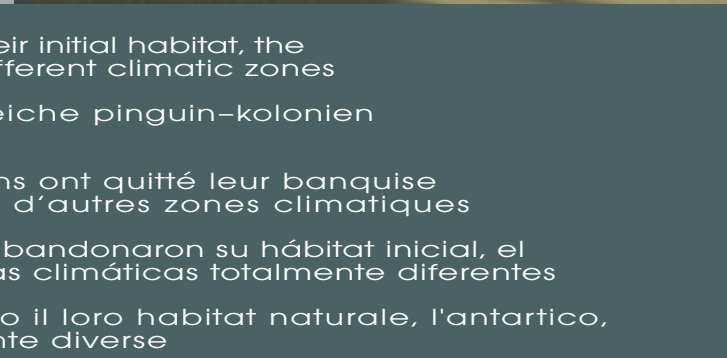 eir initial habitat, the
fferent climatic zones
eiche pinguin-kolonien
ns ont quitté leur banquise
d´autres zones climatiques
bandonaron su hábitat inicial, el
as climáticas totalmente diferentes
o il loro habitat naturale, l'antartico,
nte diverse